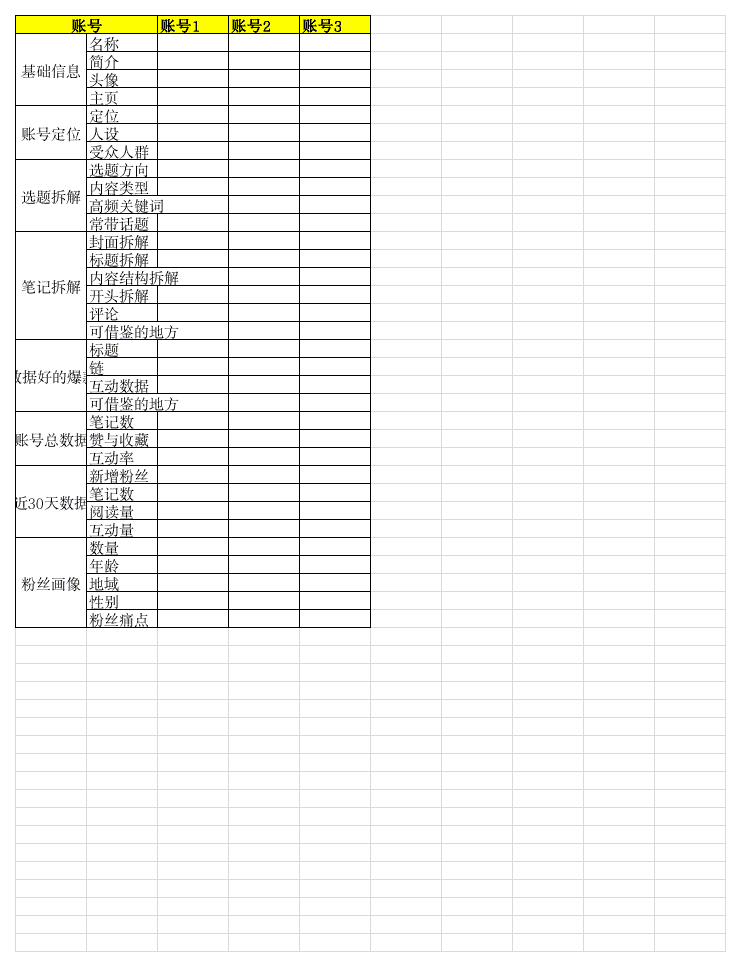 账号 账号1 账号2 账号3
基础信息 名称
简介
头像
主页
账号定位 定位
人设
受众人群
选题拆解 选题方向
内容类型
高频关键词
常带话题
笔记拆解 封面拆解
标题拆解
内容结构拆解
开头拆解
评论
可借鉴的地方
据好的爆 标题
链
互动数据
可借鉴的地方
账号总数据 笔记数
赞与收藏
互动率
近30天数据 新增粉丝
笔记数
阅读量
互动量
粉丝画像 数量
年龄
地域
性别
粉丝痛点